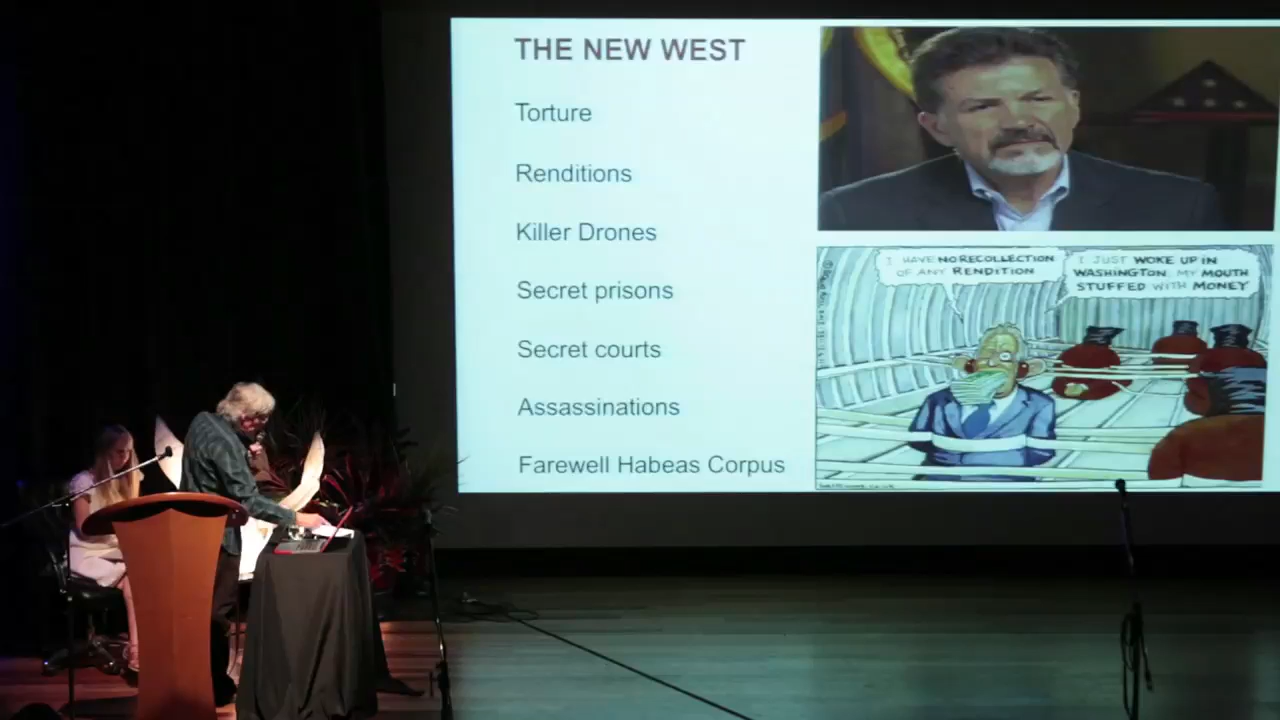 THE NEW WEST
Torture
Renditions
Killer Drones
Secret prisons
Secret courts
Assassinations
Farewell Habeas Corpus
I HAVE NO RECOLLECTION
OF ANY RENDITION
I JUST WOKE UP IN
WASHINGTON MY MOUTH
STUFFED WITH MONEY